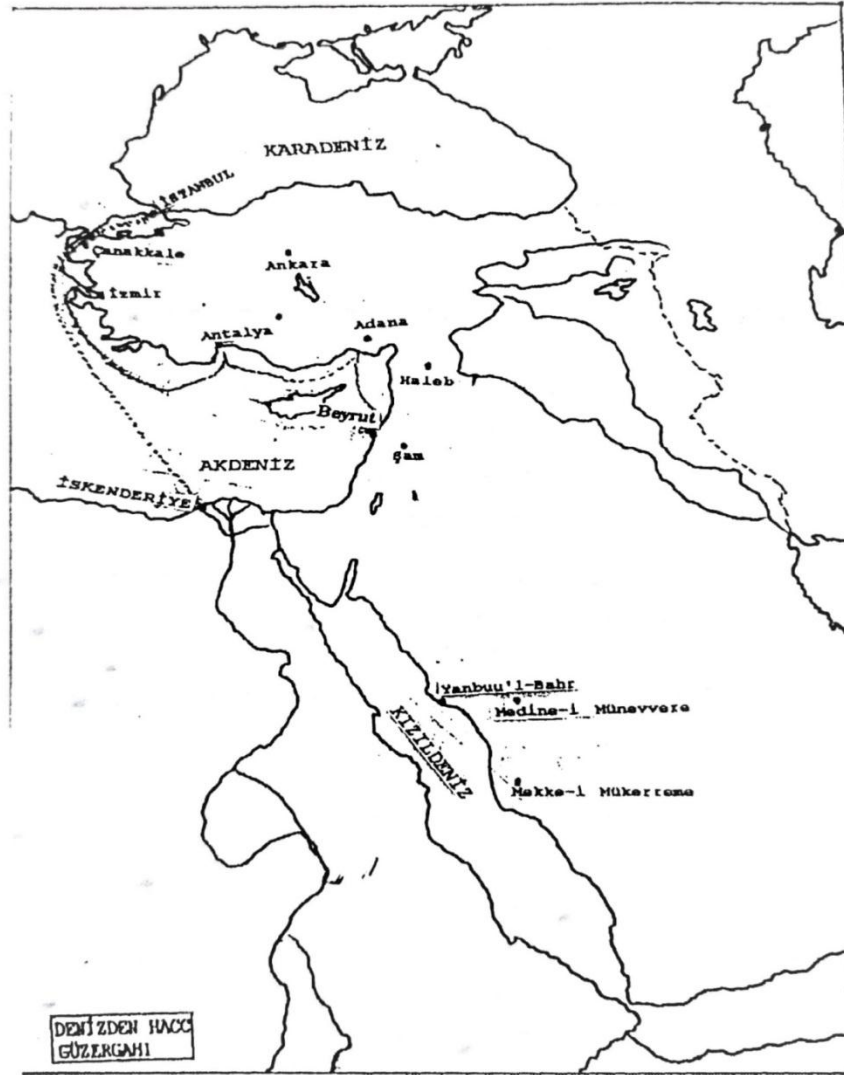 KARADENİZ
İSTANBUL
Çanakkale
Ankara
İzmir
Antalya
Adana
Haleb
Beyrut
Şam
AKDENİZ
İSKENDERİYE
Yanbuu'l-Bahr
Medine-i Münevvere
KIZILDENİZ
Mekke-i Mükerreme
DENİZDEN HACC
GÜZERGAHI